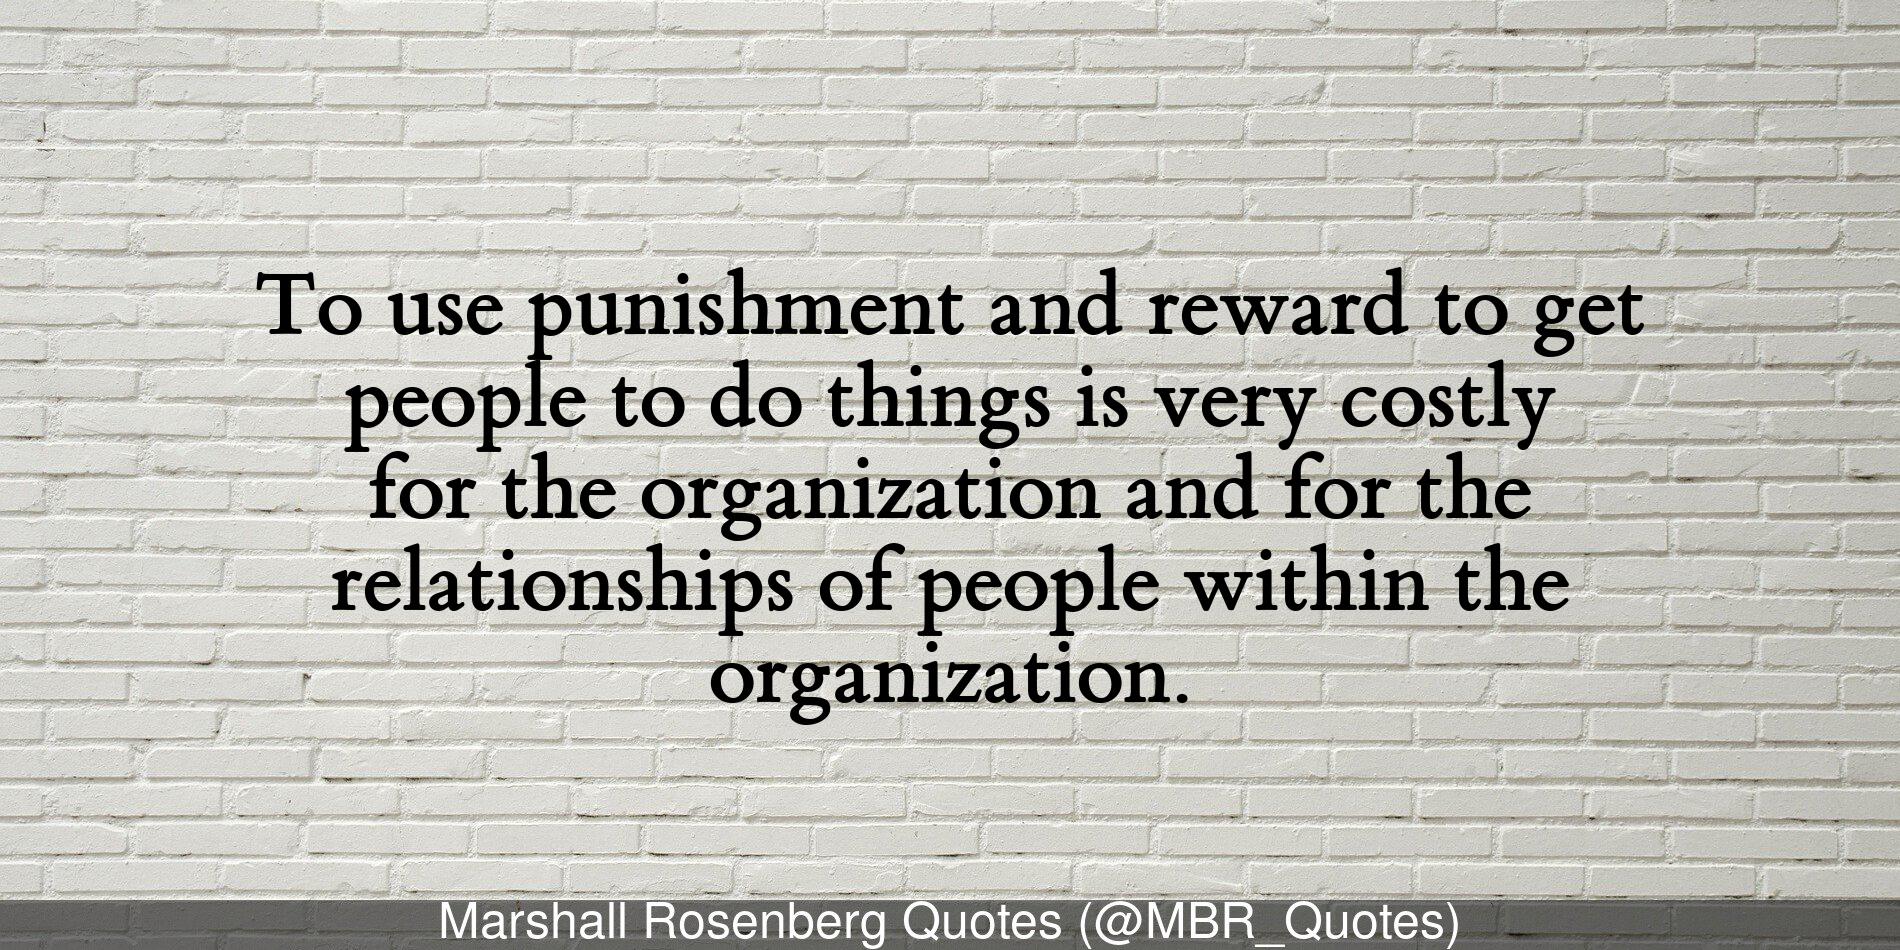 To use punishment and reward to get
people to do things is very costly
for the organization and for the
relationships of people within the
organization.
Marshall Rosenberg Quotes (@MBR_Quotes)